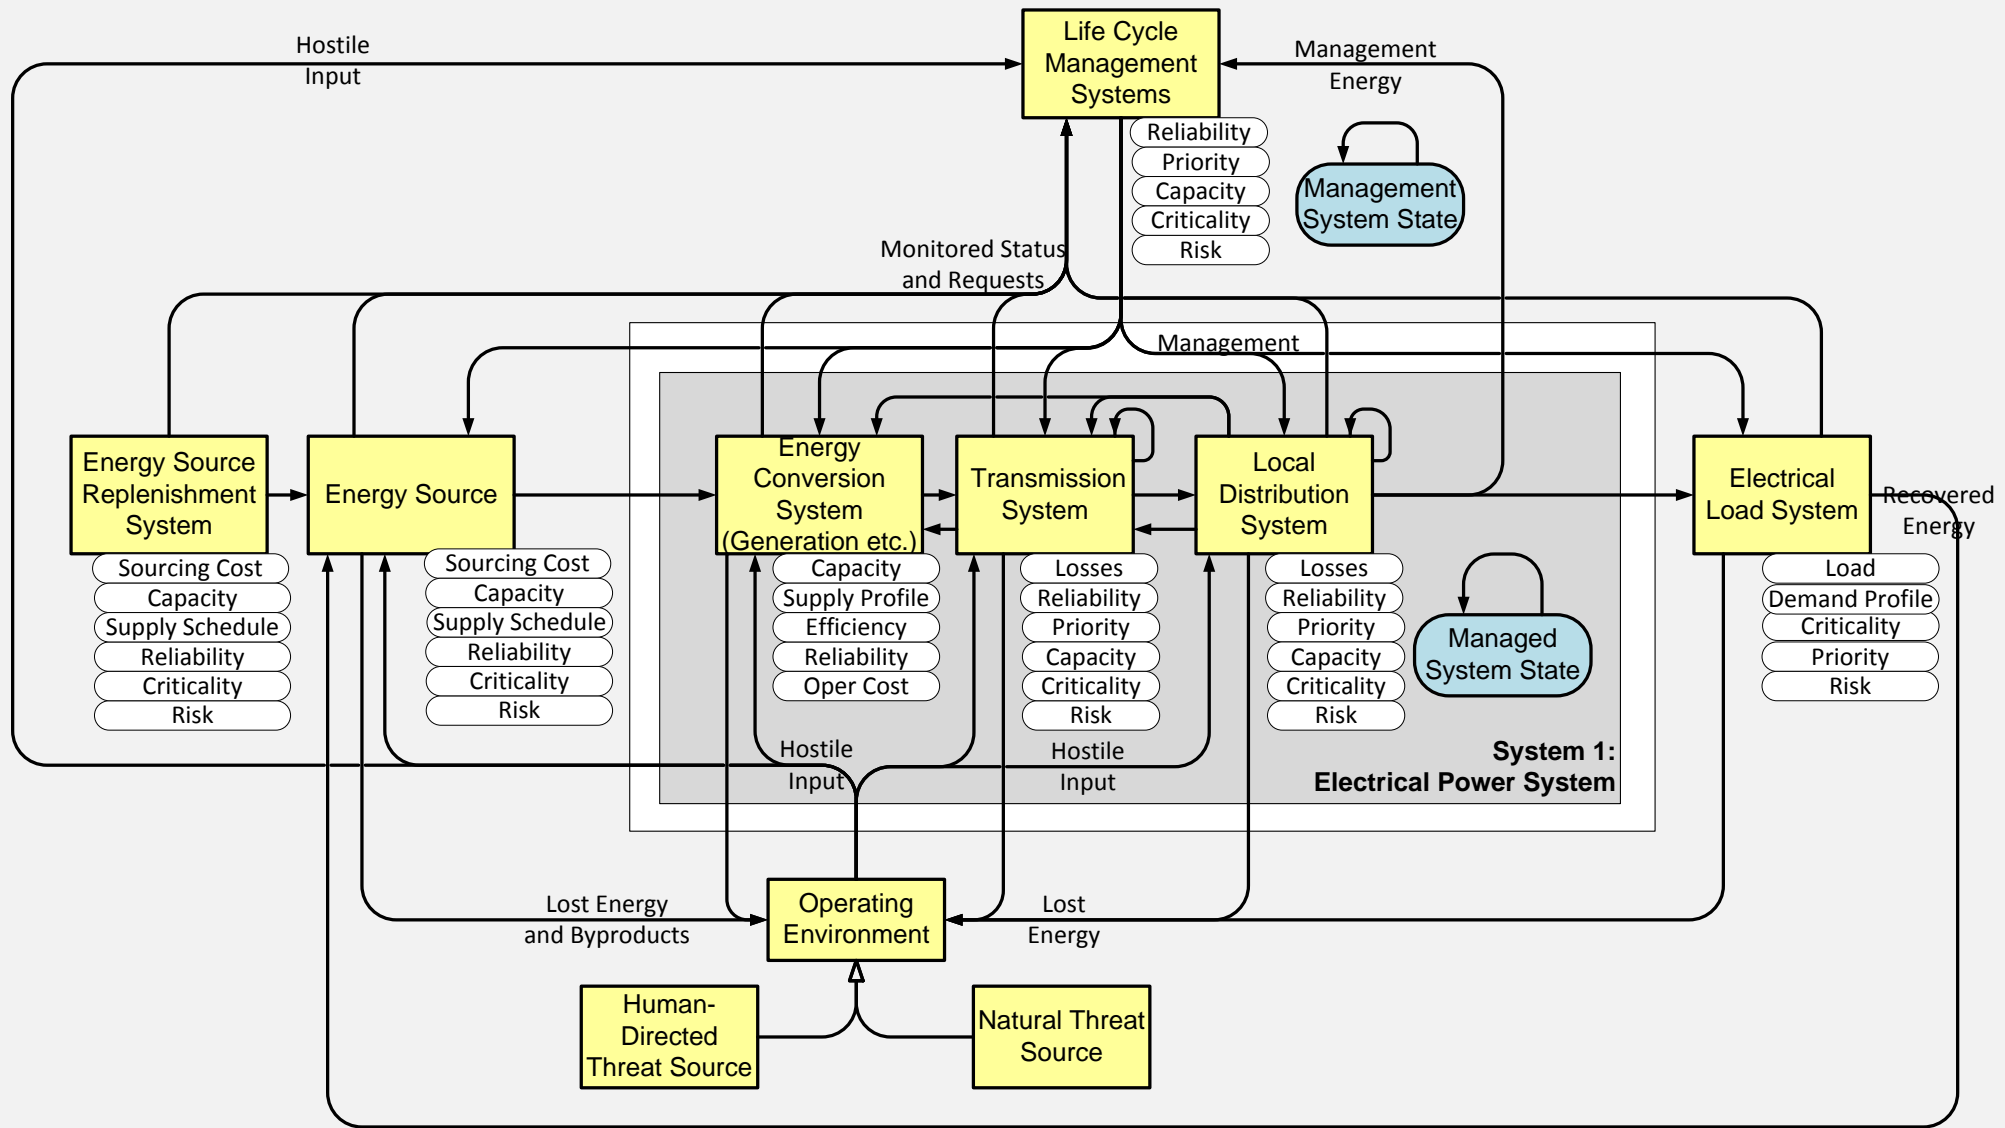 Hostile
Input
Life Cycle
Management
Systems
Management
Energy
Reliability
Priority
Capacity
Criticality
Risk
Management
System State
Monitored Status
and Requests
Management
Energy Source
Replenishment
System
Energy Source
Energy
Conversion
System
(Generation etc.)
Transmission
System
Local
Distribution
System
Electrical
Load System
Recovered
Energy
Sourcing Cost
Capacity
Supply Schedule
Reliability
Criticality
Risk
Sourcing Cost
Capacity
Supply Schedule
Reliability
Criticality
Risk
Capacity
Supply Profile
Efficiency
Reliability
Oper Cost
Losses
Reliability
Priority
Capacity
Criticality
Risk
Losses
Reliability
Priority
Capacity
Criticality
Risk
Managed
System State
Load
Demand Profile
Criticality
Priority
Risk
Hostile
Input
Hostile
Input
System 1:
Electrical Power System
Lost Energy
and Byproducts
Operating
Environment
Lost
Energy
Human-
Directed
Threat Source
Natural Threat
Source